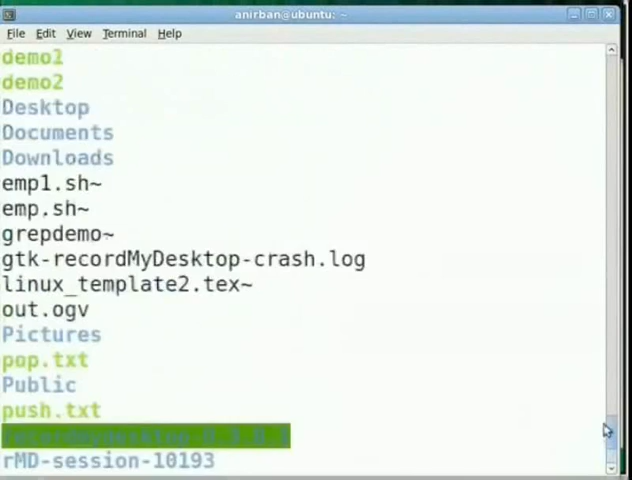 anirban@ubuntu: ~
File Edit View Terminal Help
demo1
demo2
Desktop
Documents
Downloads
emp1.sh~
emp.sh~
grepdemo~
gtk-recordMyDesktop-crash.log
linux_template2.tex~
out.ogv
Pictures
pop.txt
Public
push.txt
rMD-session-10193